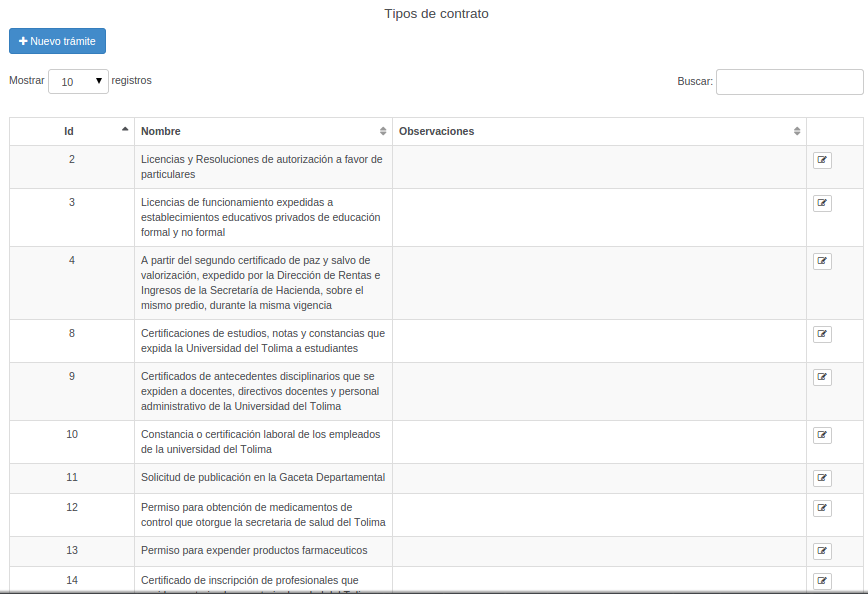 Tipos de contrato
Nuevo trámite
Mostrar 10 registros
Buscar:
Id Nombre Observaciones
2 Licencias y Resoluciones de autorización a favor de
particulares
3 Licencias de funcionamiento expedidas a
establecimientos educativos privados de educación
formal y no formal
4 A partir del segundo certificado de paz y salvo de
valorización, expedido por la Dirección de Rentas e
Ingresos de la Secretaría de Hacienda, sobre el
mismo predio, durante la misma vigencia
8 Certificaciones de estudios, notas y constancias que
expida la Universidad del Tolima a estudiantes
9 Certificados de antecedentes disciplinarios que se
expiden a docentes, directivos docentes y personal
administrativo de la Universidad del Tolima
10 Constancia o certificación laboral de los empleados
de la universidad del Tolima
11 Solicitud de publicación en la Gaceta Departamental
12 Permiso para obtención de medicamentos de
control que otorgue la secretaria de salud del Tolima
13 Permiso para expender productos farmaceuticos
14 Certificado de inscripción de profesionales que